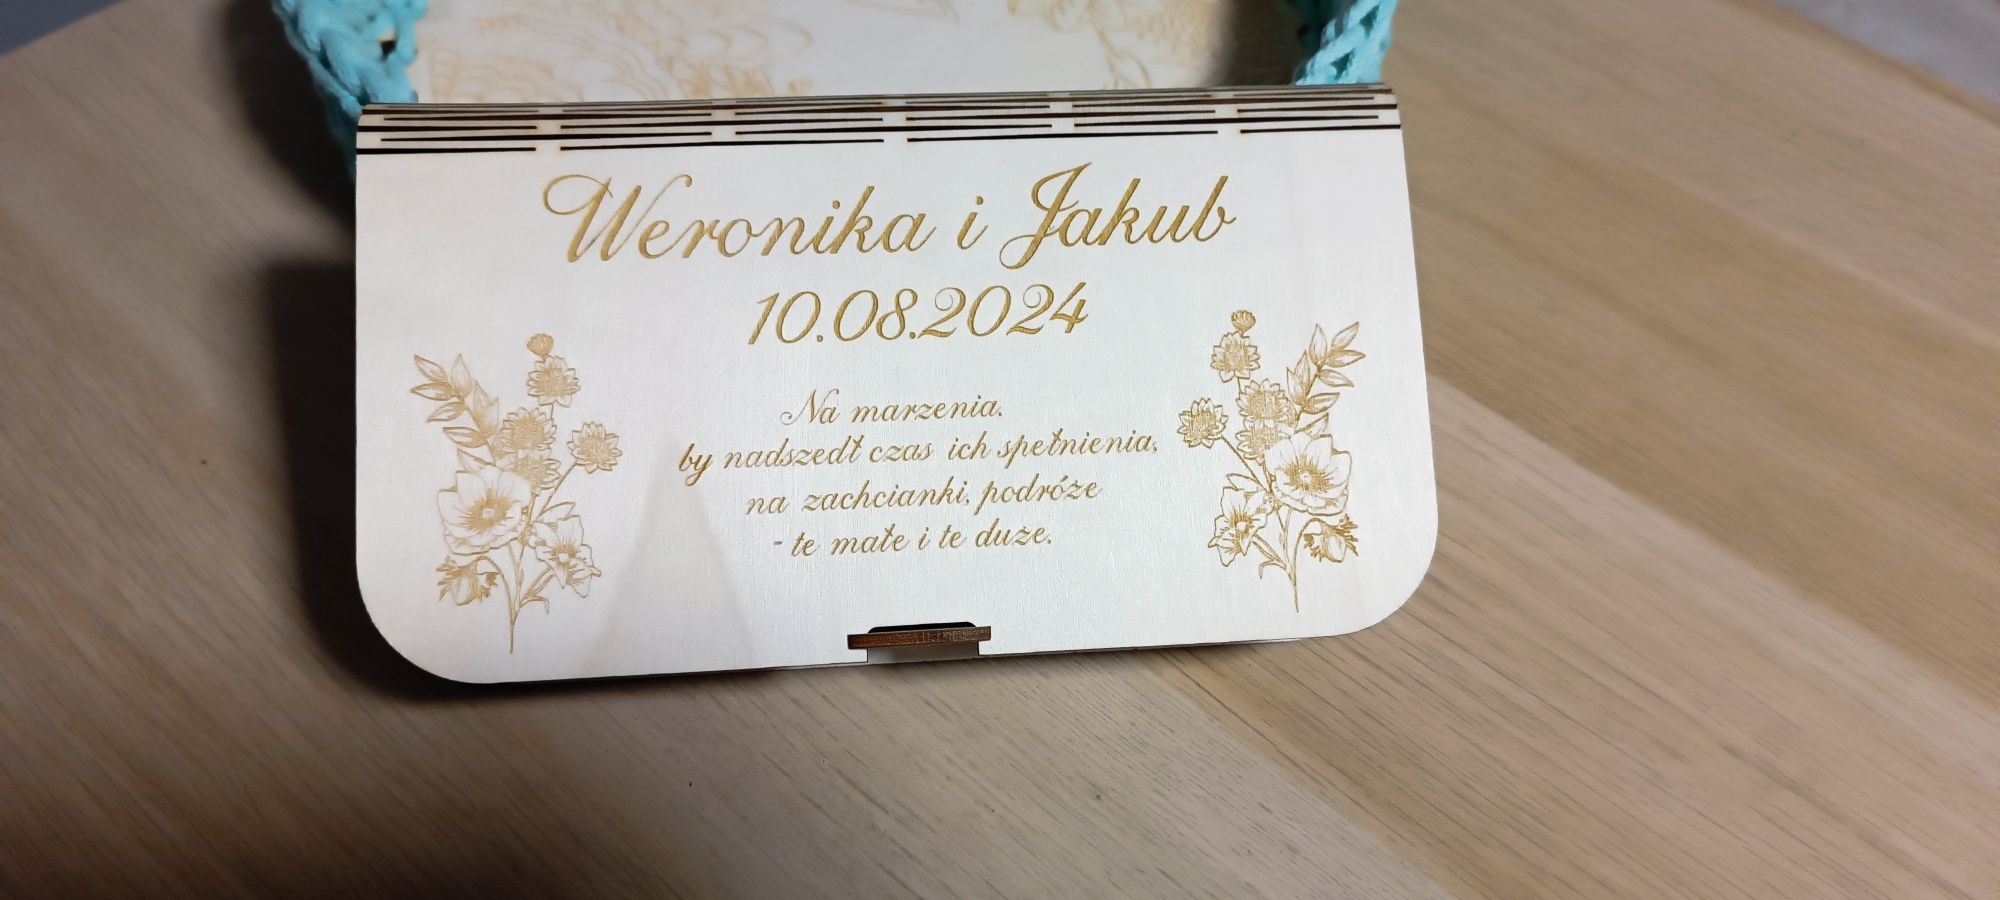 Weronika i Jakub
10.08.2024
Na marzenia,
by nadszedł czas ich spełnienia,
na zachcianki, podróże
- te małe i te duże.